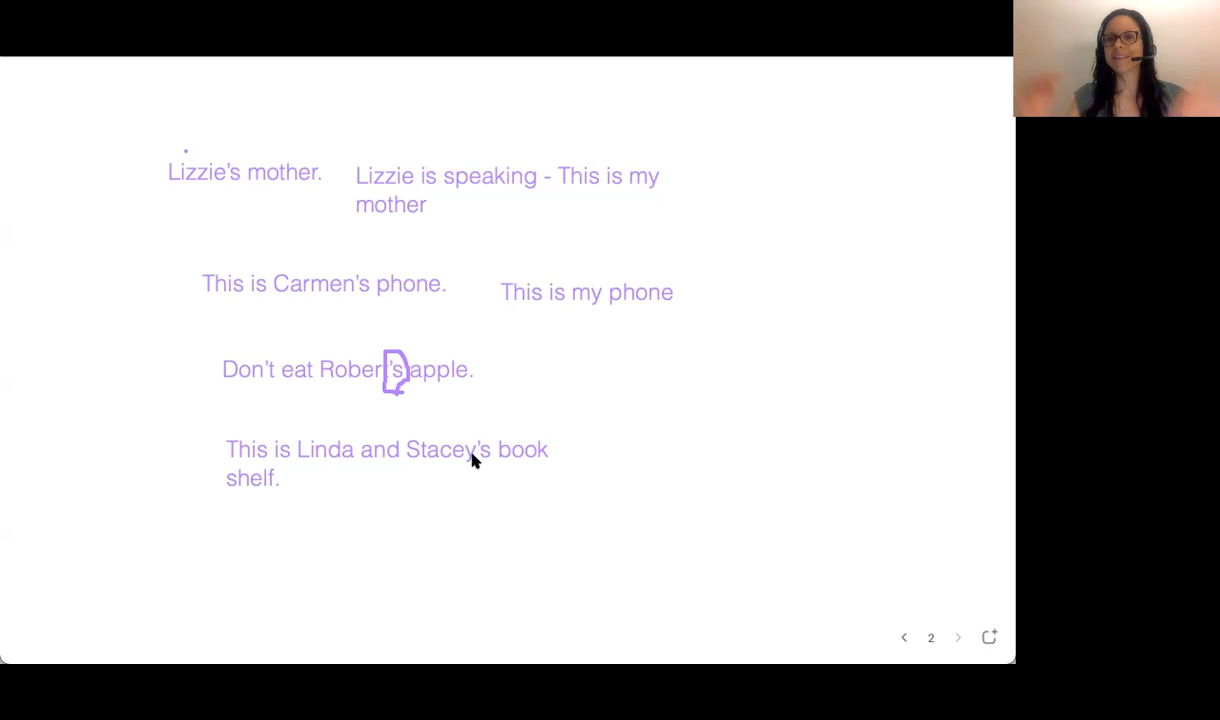 Lizzie's mother.
Lizzie is speaking - This is my
mother
This is Carmen's phone.
This is my phone
Don't eat Robert's apple.
This is Linda and Stacey's book
shelf.
2